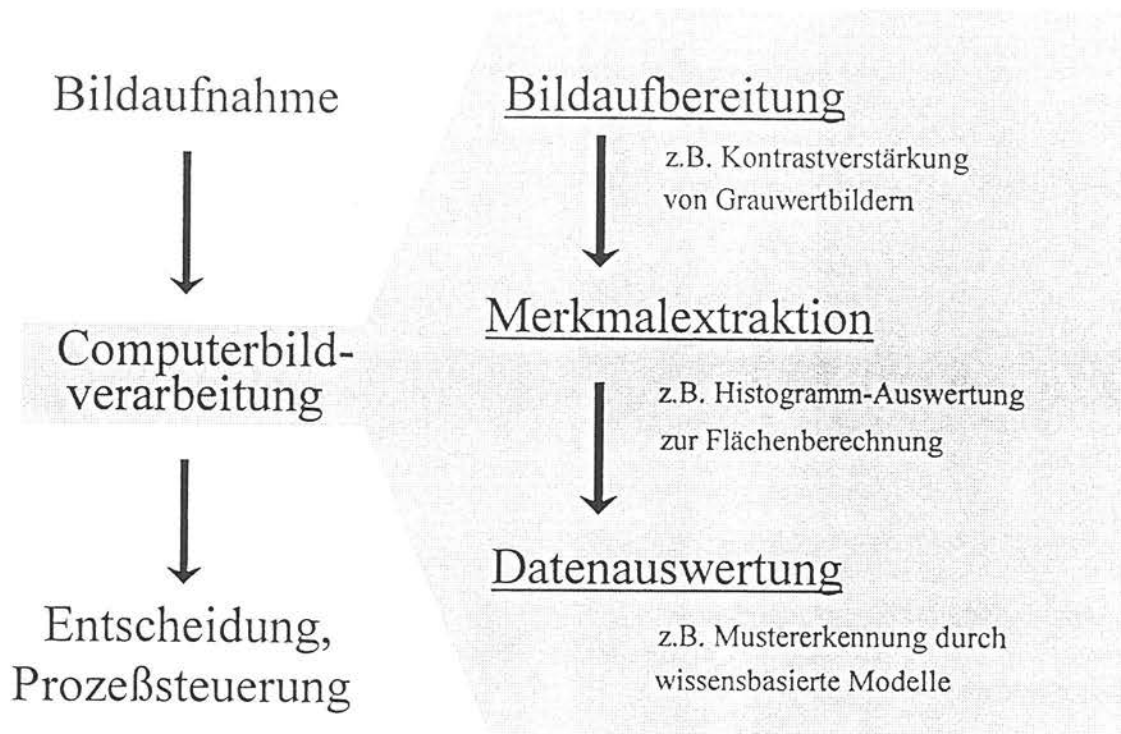 Bildaufnahme
Computerbild-
verarbeitung
Entscheidung,
Prozeßsteuerung
Bildaufbereitung
z.B. Kontrastverstärkung
von Grauwertbildern
Merkmalextraktion
z.B. Histogramm-Auswertung
zur Flächenberechnung
Datenauswertung
z.B. Mustererkennung durch
wissensbasierte Modelle